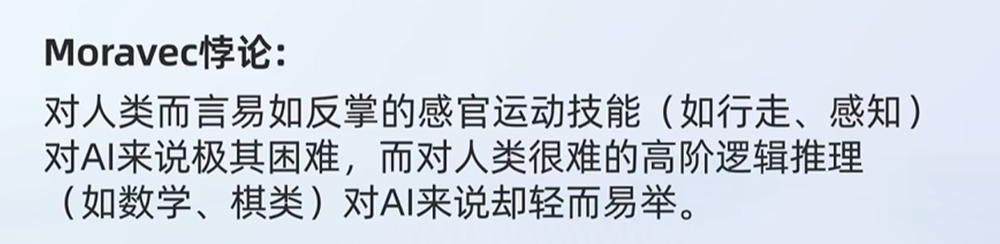 Moravec悖论:
对人类而言易如反掌的感官运动技能（如行走、感知）
对AI来说极其困难，而对人类很难的高阶逻辑推理
（如数学、棋类）对AI来说却轻而易举。